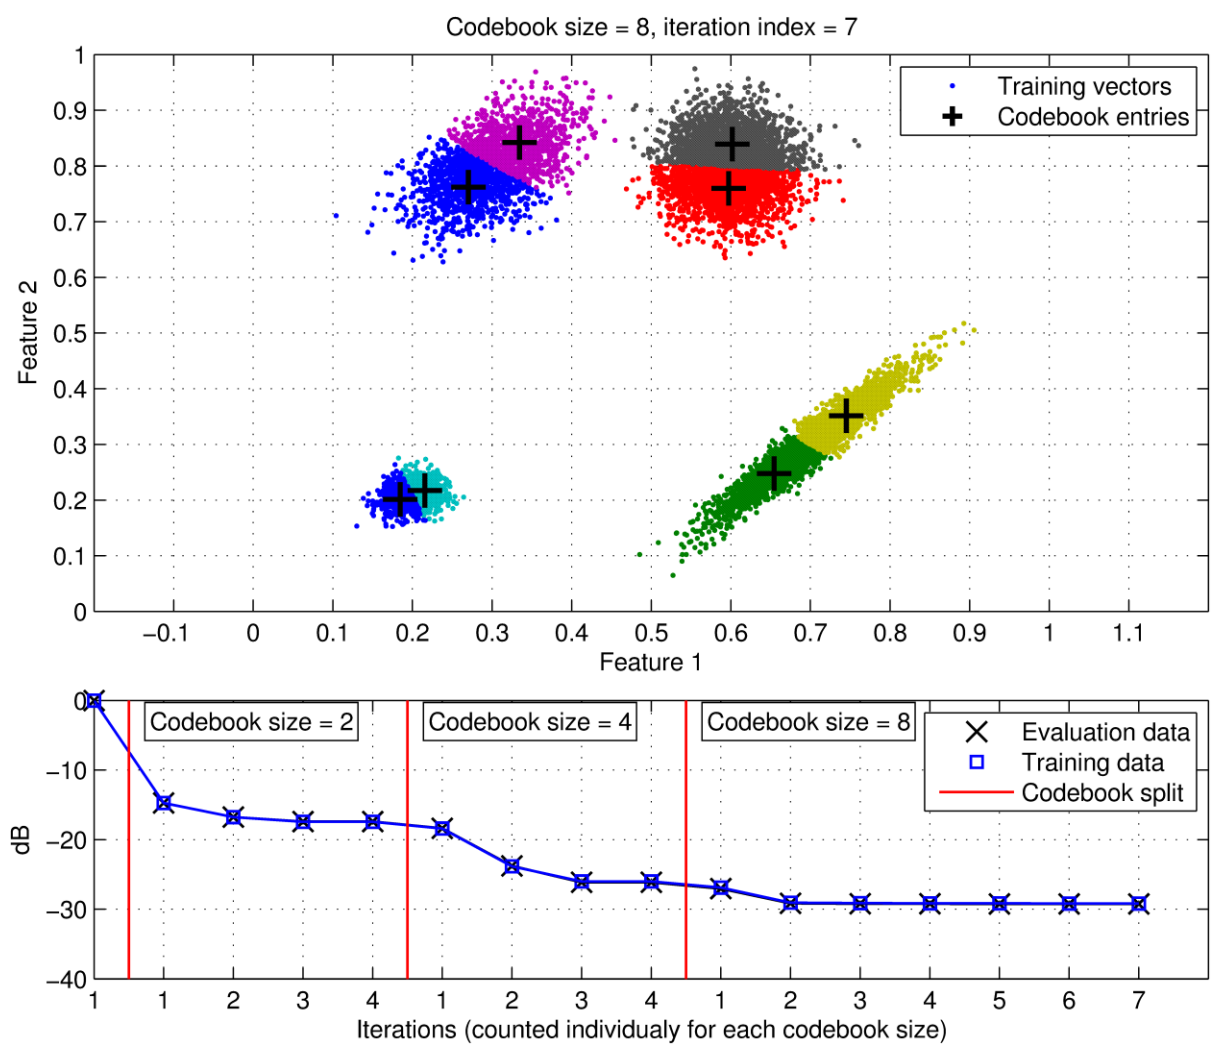 Codebook size = 8, iteration index = 7
1
0.9
0.8
0.7
0.6
0.5
0.4
0.3
0.2
0.1
0
Feature 2
Training vectors
Codebook entries
−0.1 0 0.1 0.2 0.3 0.4 0.5 0.6 0.7 0.8 0.9 1 1.1
Feature 1
0
−10
−20
−30
−40
dB
Codebook size = 2
Codebook size = 4
Codebook size = 8
Evaluation data
Training data
Codebook split
1 1 2 3 4 1 2 3 4 1 2 3 4 5 6 7
Iterations (counted individualy for each codebook size)